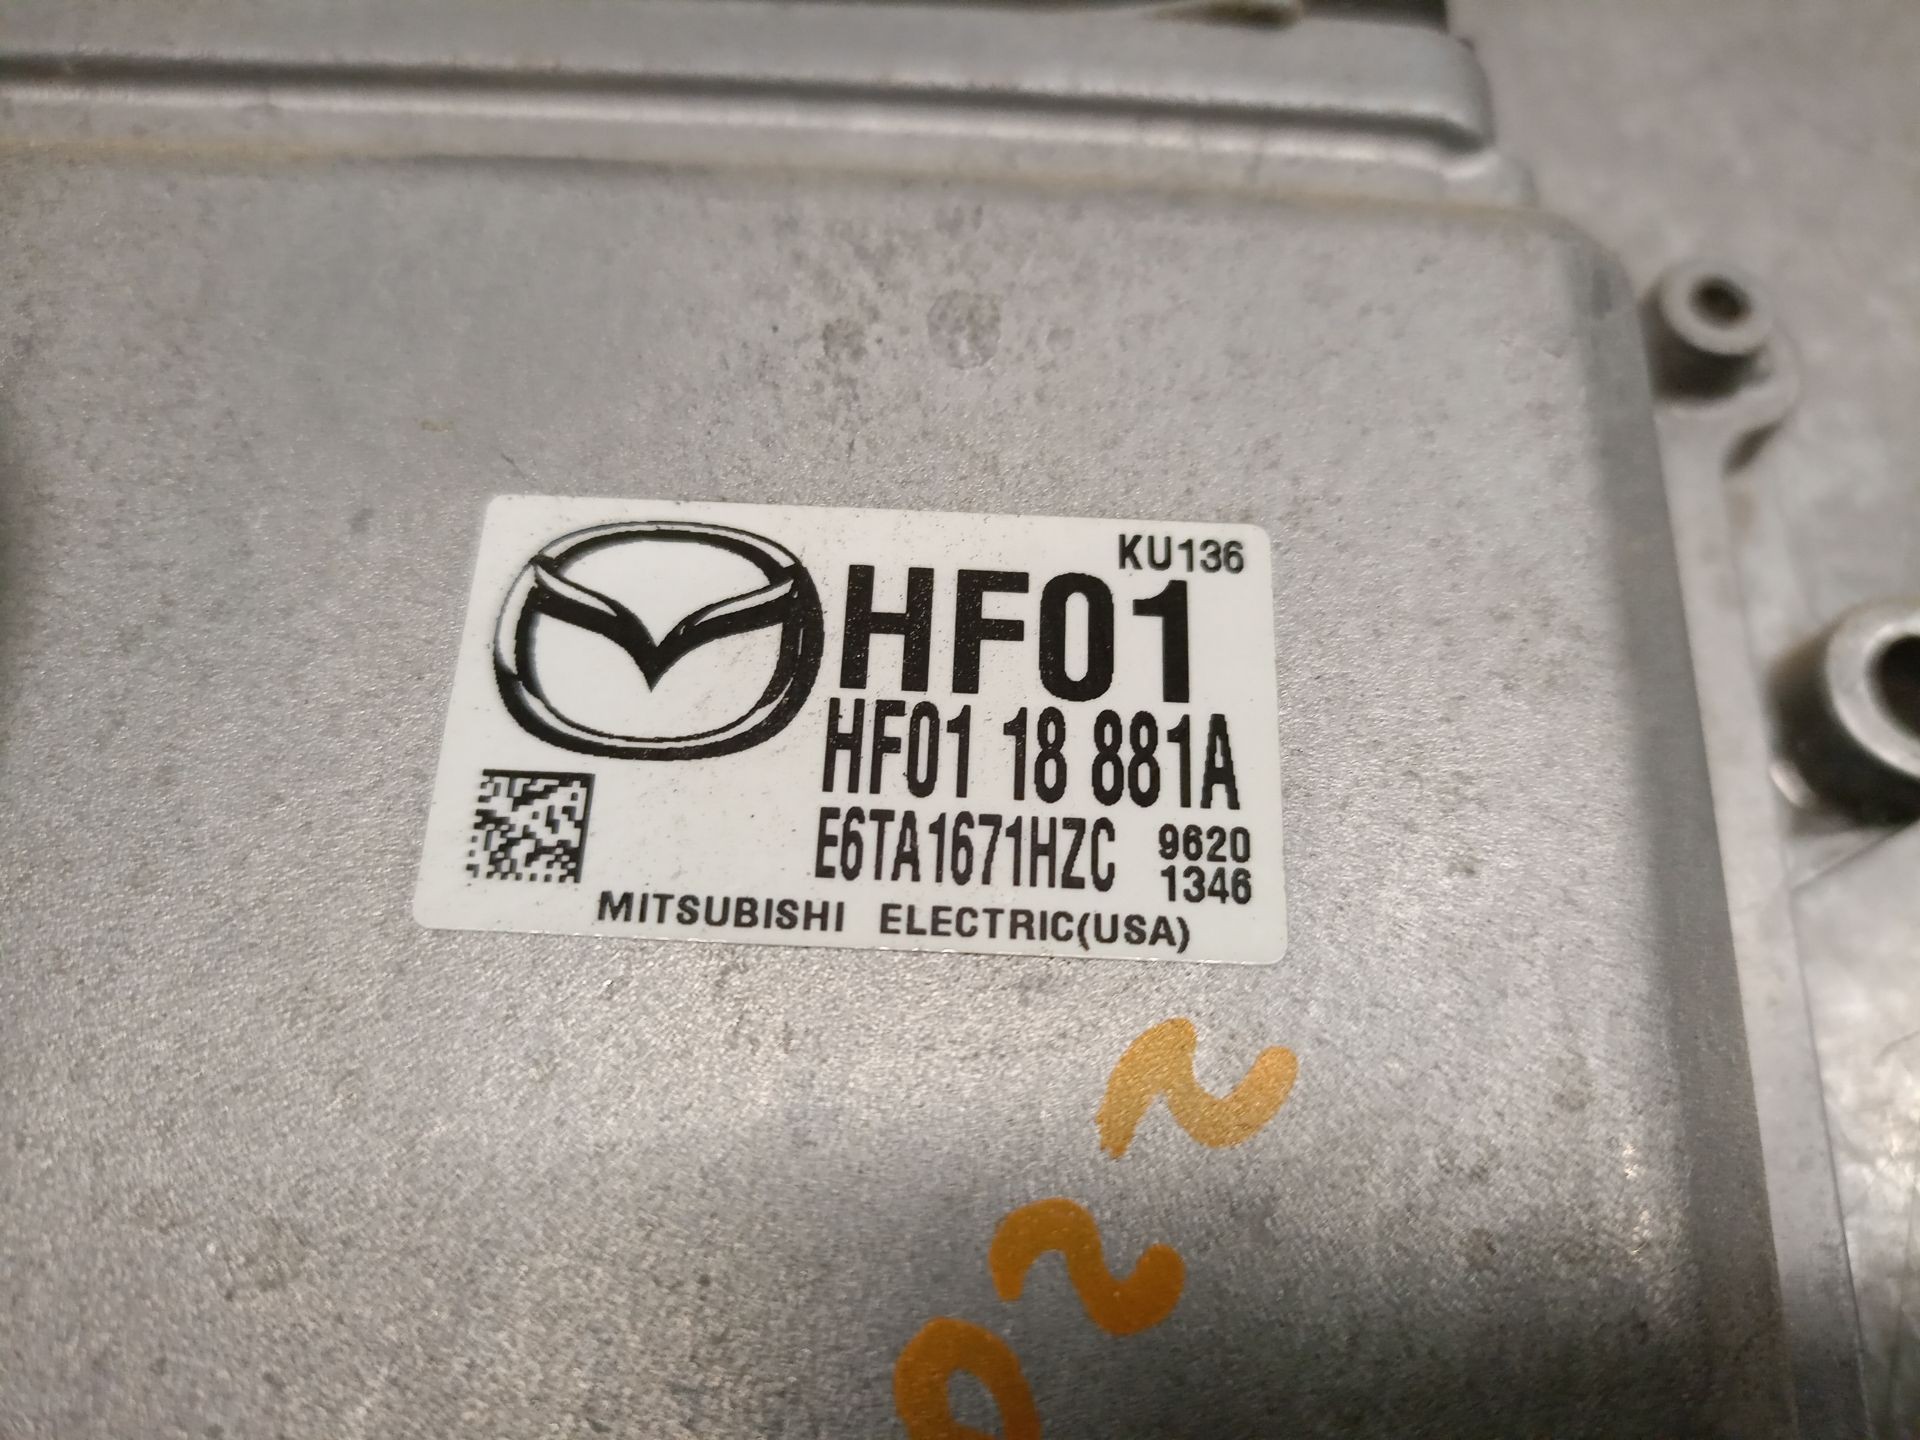 KU136
HF01
HF01 18 881A
E6TA1671HZC 9620
1346
MITSUBISHI ELECTRIC(USA)